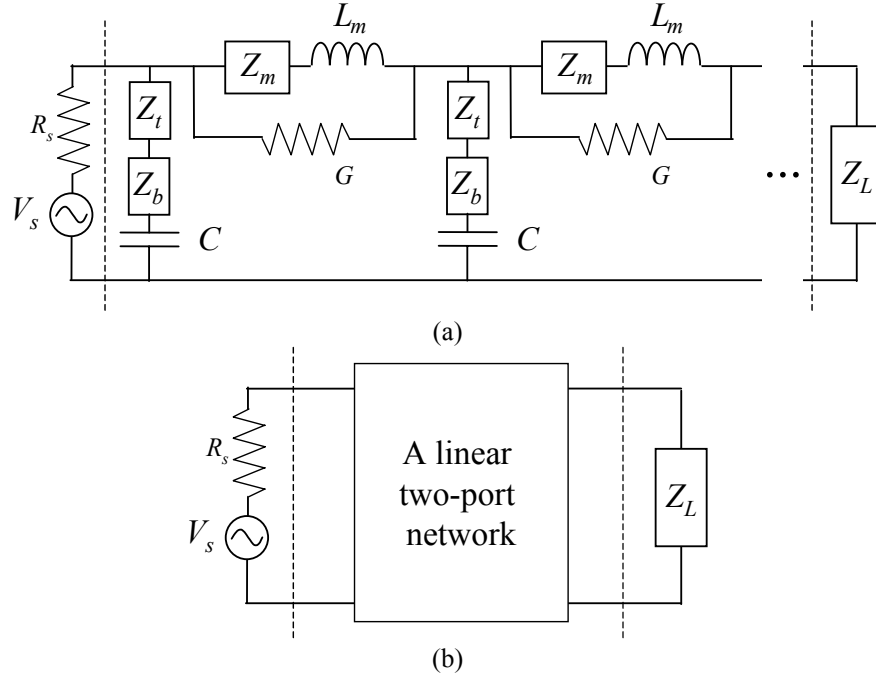 L_m L_m
Z_m Z_m
Z_t Z_t
R_s G G
Z_b Z_b ... Z_L
V_s C C
(a)
R_s A linear
two-port
network Z_L
V_s
(b)